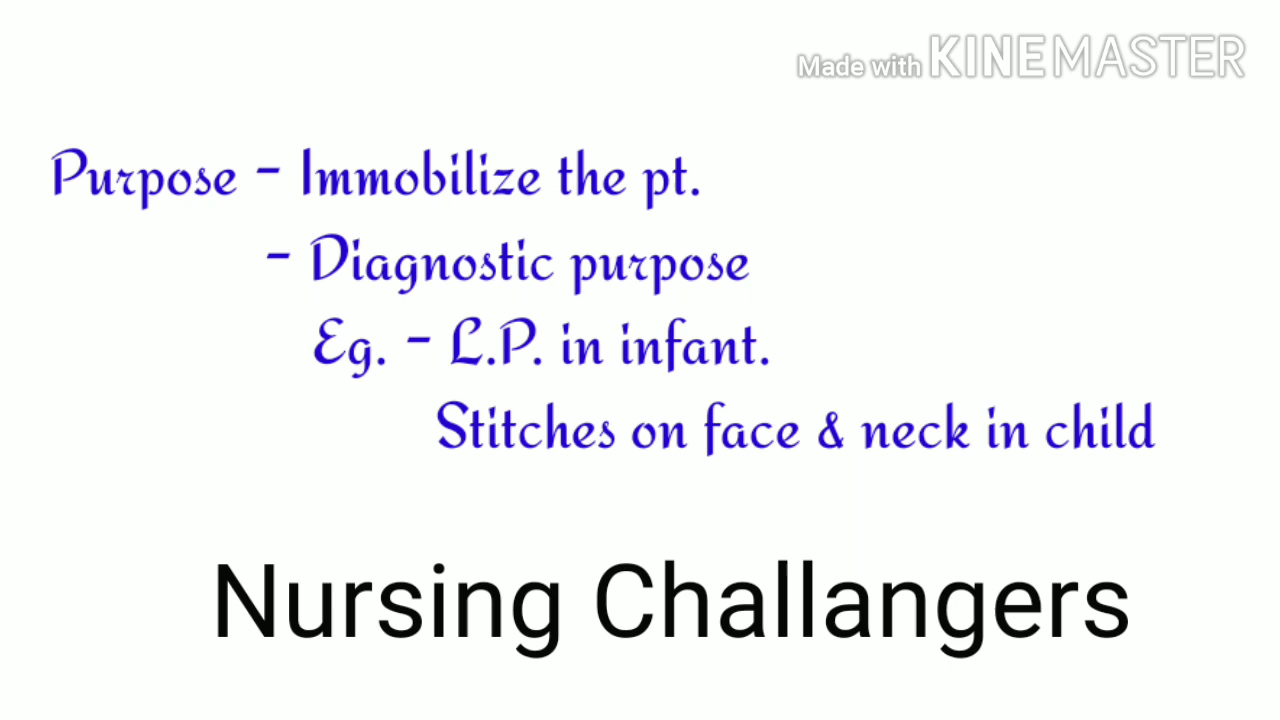 Made with KINEMASTER
Purpose - Immobilize the pt.
- Diagnostic purpose
Eg. - L.P. in infant.
Stitches on face & neck in child
Nursing Challangers